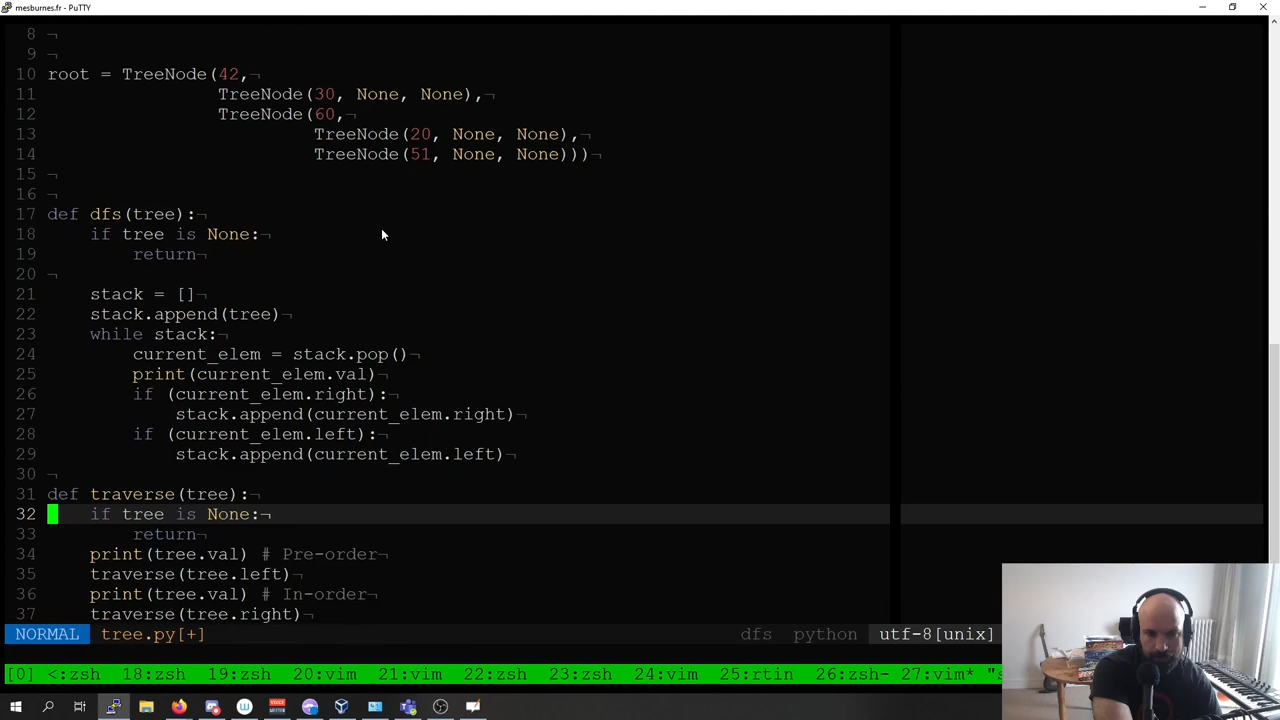 mesburnes.fr - PuTTY
8 ¬
9 ¬
10 root = TreeNode(42,¬
11 TreeNode(30, None, None),¬
12 TreeNode(60,¬
13 TreeNode(20, None, None),¬
14 TreeNode(51, None, None)))¬
15 ¬
16 ¬
17 def dfs(tree):¬
18 if tree is None:¬
19 return¬
20 ¬
21 stack = []¬
22 stack.append(tree)¬
23 while stack:¬
24 current_elem = stack.pop()¬
25 print(current_elem.val)¬
26 if (current_elem.right):¬
27 stack.append(current_elem.right)¬
28 if (current_elem.left):¬
29 stack.append(current_elem.left)¬
30 ¬
31 def traverse(tree):¬
32 if tree is None:¬
33 return¬
34 print(tree.val) # Pre-order¬
35 traverse(tree.left)¬
36 print(tree.val) # In-order¬
37 traverse(tree.right)¬
NORMAL tree.py[+] dfs python utf-8[unix]
[0] <:zsh 18:zsh 19:zsh 20:vim 21:vim 22:zsh 23:zsh 24:zsh 25:rtin 26:zsh- 27:vim* "s